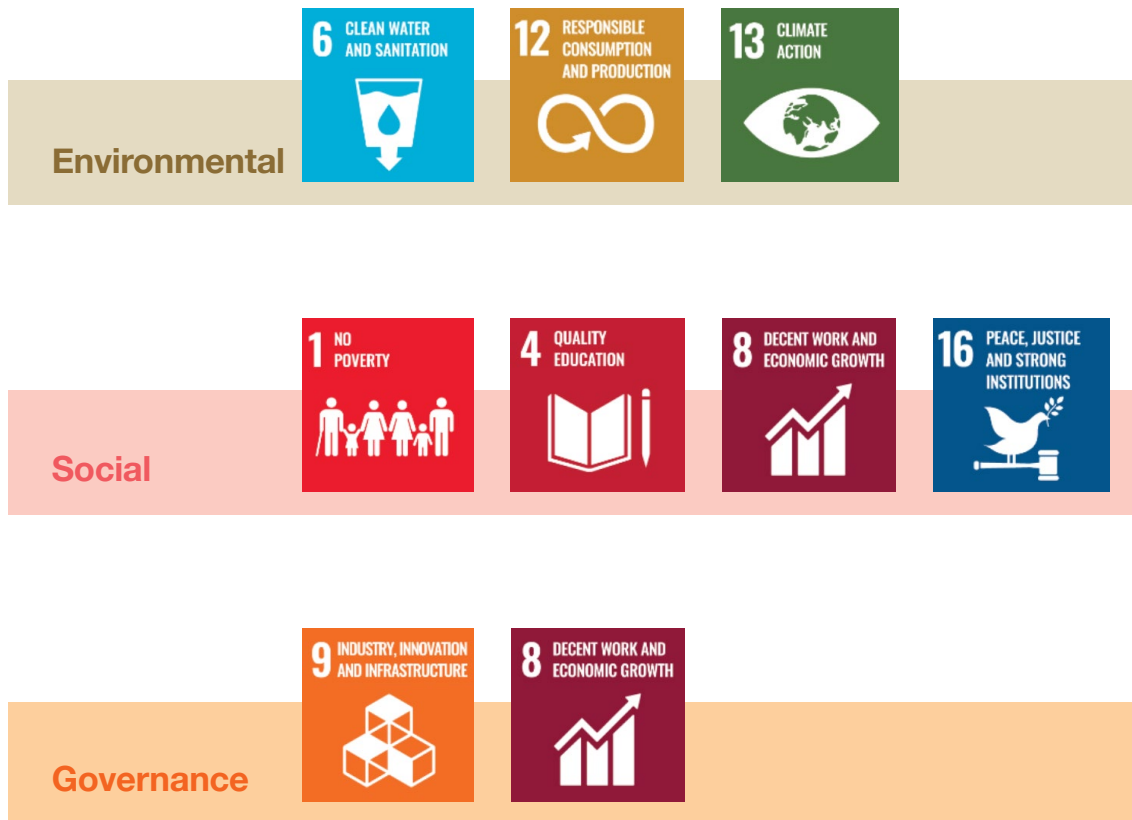 6 CLEAN WATER
AND SANITATION
12 RESPONSIBLE
CONSUMPTION
AND PRODUCTION
13 CLIMATE
ACTION
Environmental
1 NO
POVERTY
4 QUALITY
EDUCATION
8 DECENT WORK AND
ECONOMIC GROWTH
16 PEACE, JUSTICE
AND STRONG
INSTITUTIONS
Social
9 INDUSTRY, INNOVATION
AND INFRASTRUCTURE
8 DECENT WORK AND
ECONOMIC GROWTH
Governance